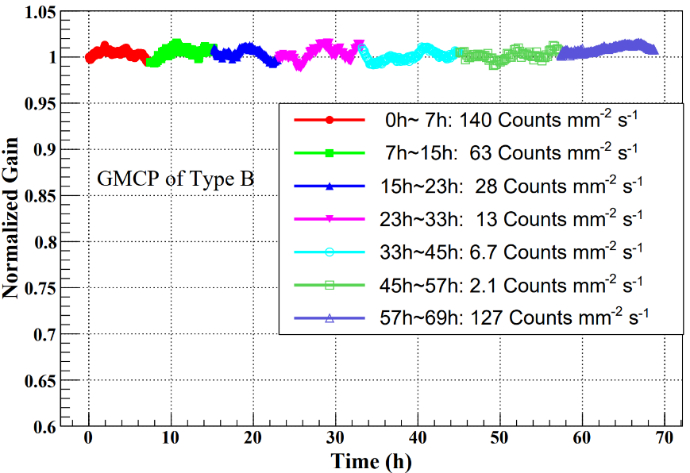 1.05
1
0.95
0.9
0.85
0.8
0.75
0.7
0.65
0.6
Normalized Gain
GMCP of Type B
0h~ 7h: 140 Counts mm⁻² s⁻¹
7h~15h: 63 Counts mm⁻² s⁻¹
15h~23h: 28 Counts mm⁻² s⁻¹
23h~33h: 13 Counts mm⁻² s⁻¹
33h~45h: 6.7 Counts mm⁻² s⁻¹
45h~57h: 2.1 Counts mm⁻² s⁻¹
57h~69h: 127 Counts mm⁻² s⁻¹
0 10 20 30 40 50 60 70
Time (h)